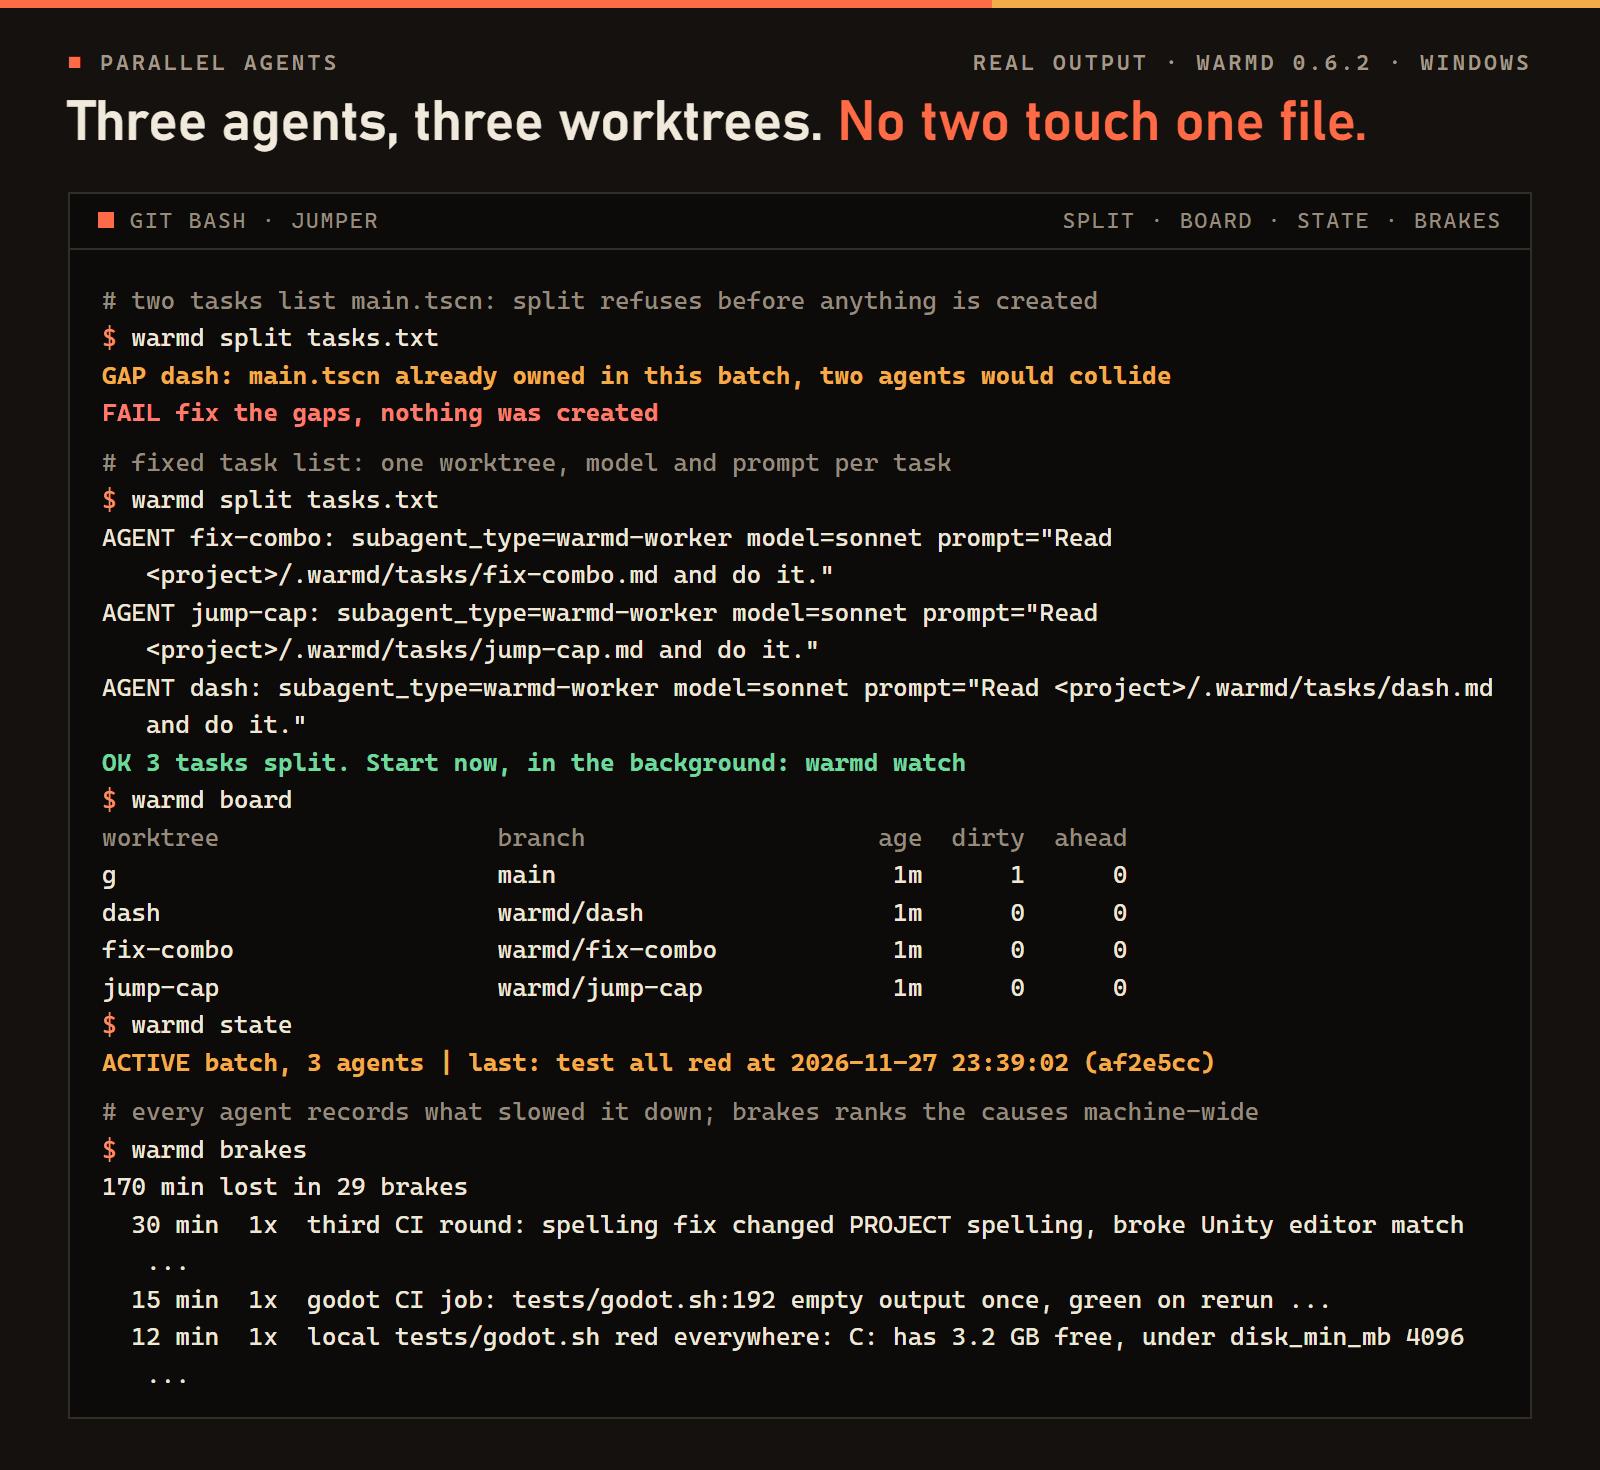 PARALLEL AGENTS
REAL OUTPUT · WARMD 0.6.2 · WINDOWS
Three agents, three worktrees. No two touch one file.
GIT BASH · JUMPER
SPLIT · BOARD · STATE · BRAKES
# two tasks list main.tscn: split refuses before anything is created
$ warmd split tasks.txt
GAP dash: main.tscn already owned in this batch, two agents would collide
FAIL fix the gaps, nothing was created
# fixed task list: one worktree, model and prompt per task
$ warmd split tasks.txt
AGENT fix-combo: subagent_type=warmd-worker model=sonnet prompt="Read
<project>/.warmd/tasks/fix-combo.md and do it."
AGENT jump-cap: subagent_type=warmd-worker model=sonnet prompt="Read
<project>/.warmd/tasks/jump-cap.md and do it."
AGENT dash: subagent_type=warmd-worker model=sonnet prompt="Read <project>/.warmd/tasks/dash.md
and do it."
OK 3 tasks split. Start now, in the background: warmd watch
$ warmd board
worktree branch age dirty ahead
g main 1m 1 0
dash warmd/dash 1m 0 0
fix-combo warmd/fix-combo 1m 0 0
jump-cap warmd/jump-cap 1m 0 0
$ warmd state
ACTIVE batch, 3 agents | last: test all red at 2026-11-27 23:39:02 (af2e5cc)
# every agent records what slowed it down; brakes ranks the causes machine-wide
$ warmd brakes
170 min lost in 29 brakes
30 min 1x third CI round: spelling fix changed PROJECT spelling, broke Unity editor match
...
15 min 1x godot CI job: tests/godot.sh:192 empty output once, green on rerun ...
12 min 1x local tests/godot.sh red everywhere: C: has 3.2 GB free, under disk_min_mb 4096
...